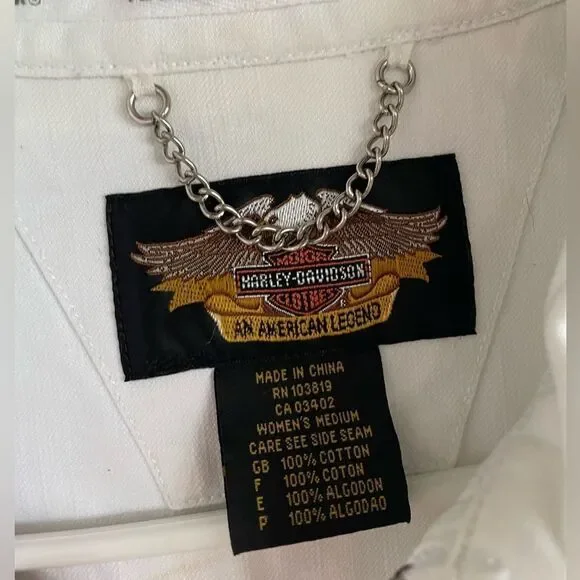 MOTOR
HARLEY-DAVIDSON
CYCLES
®
AN AMERICAN LEGEND
MADE IN CHINA
RN 103819
CA 03402
WOMEN'S MEDIUM
CARE SEE SIDE SEAM
GB 100% COTTON
F 100% COTON
E 100% ALGODON
P 100% ALGODAO